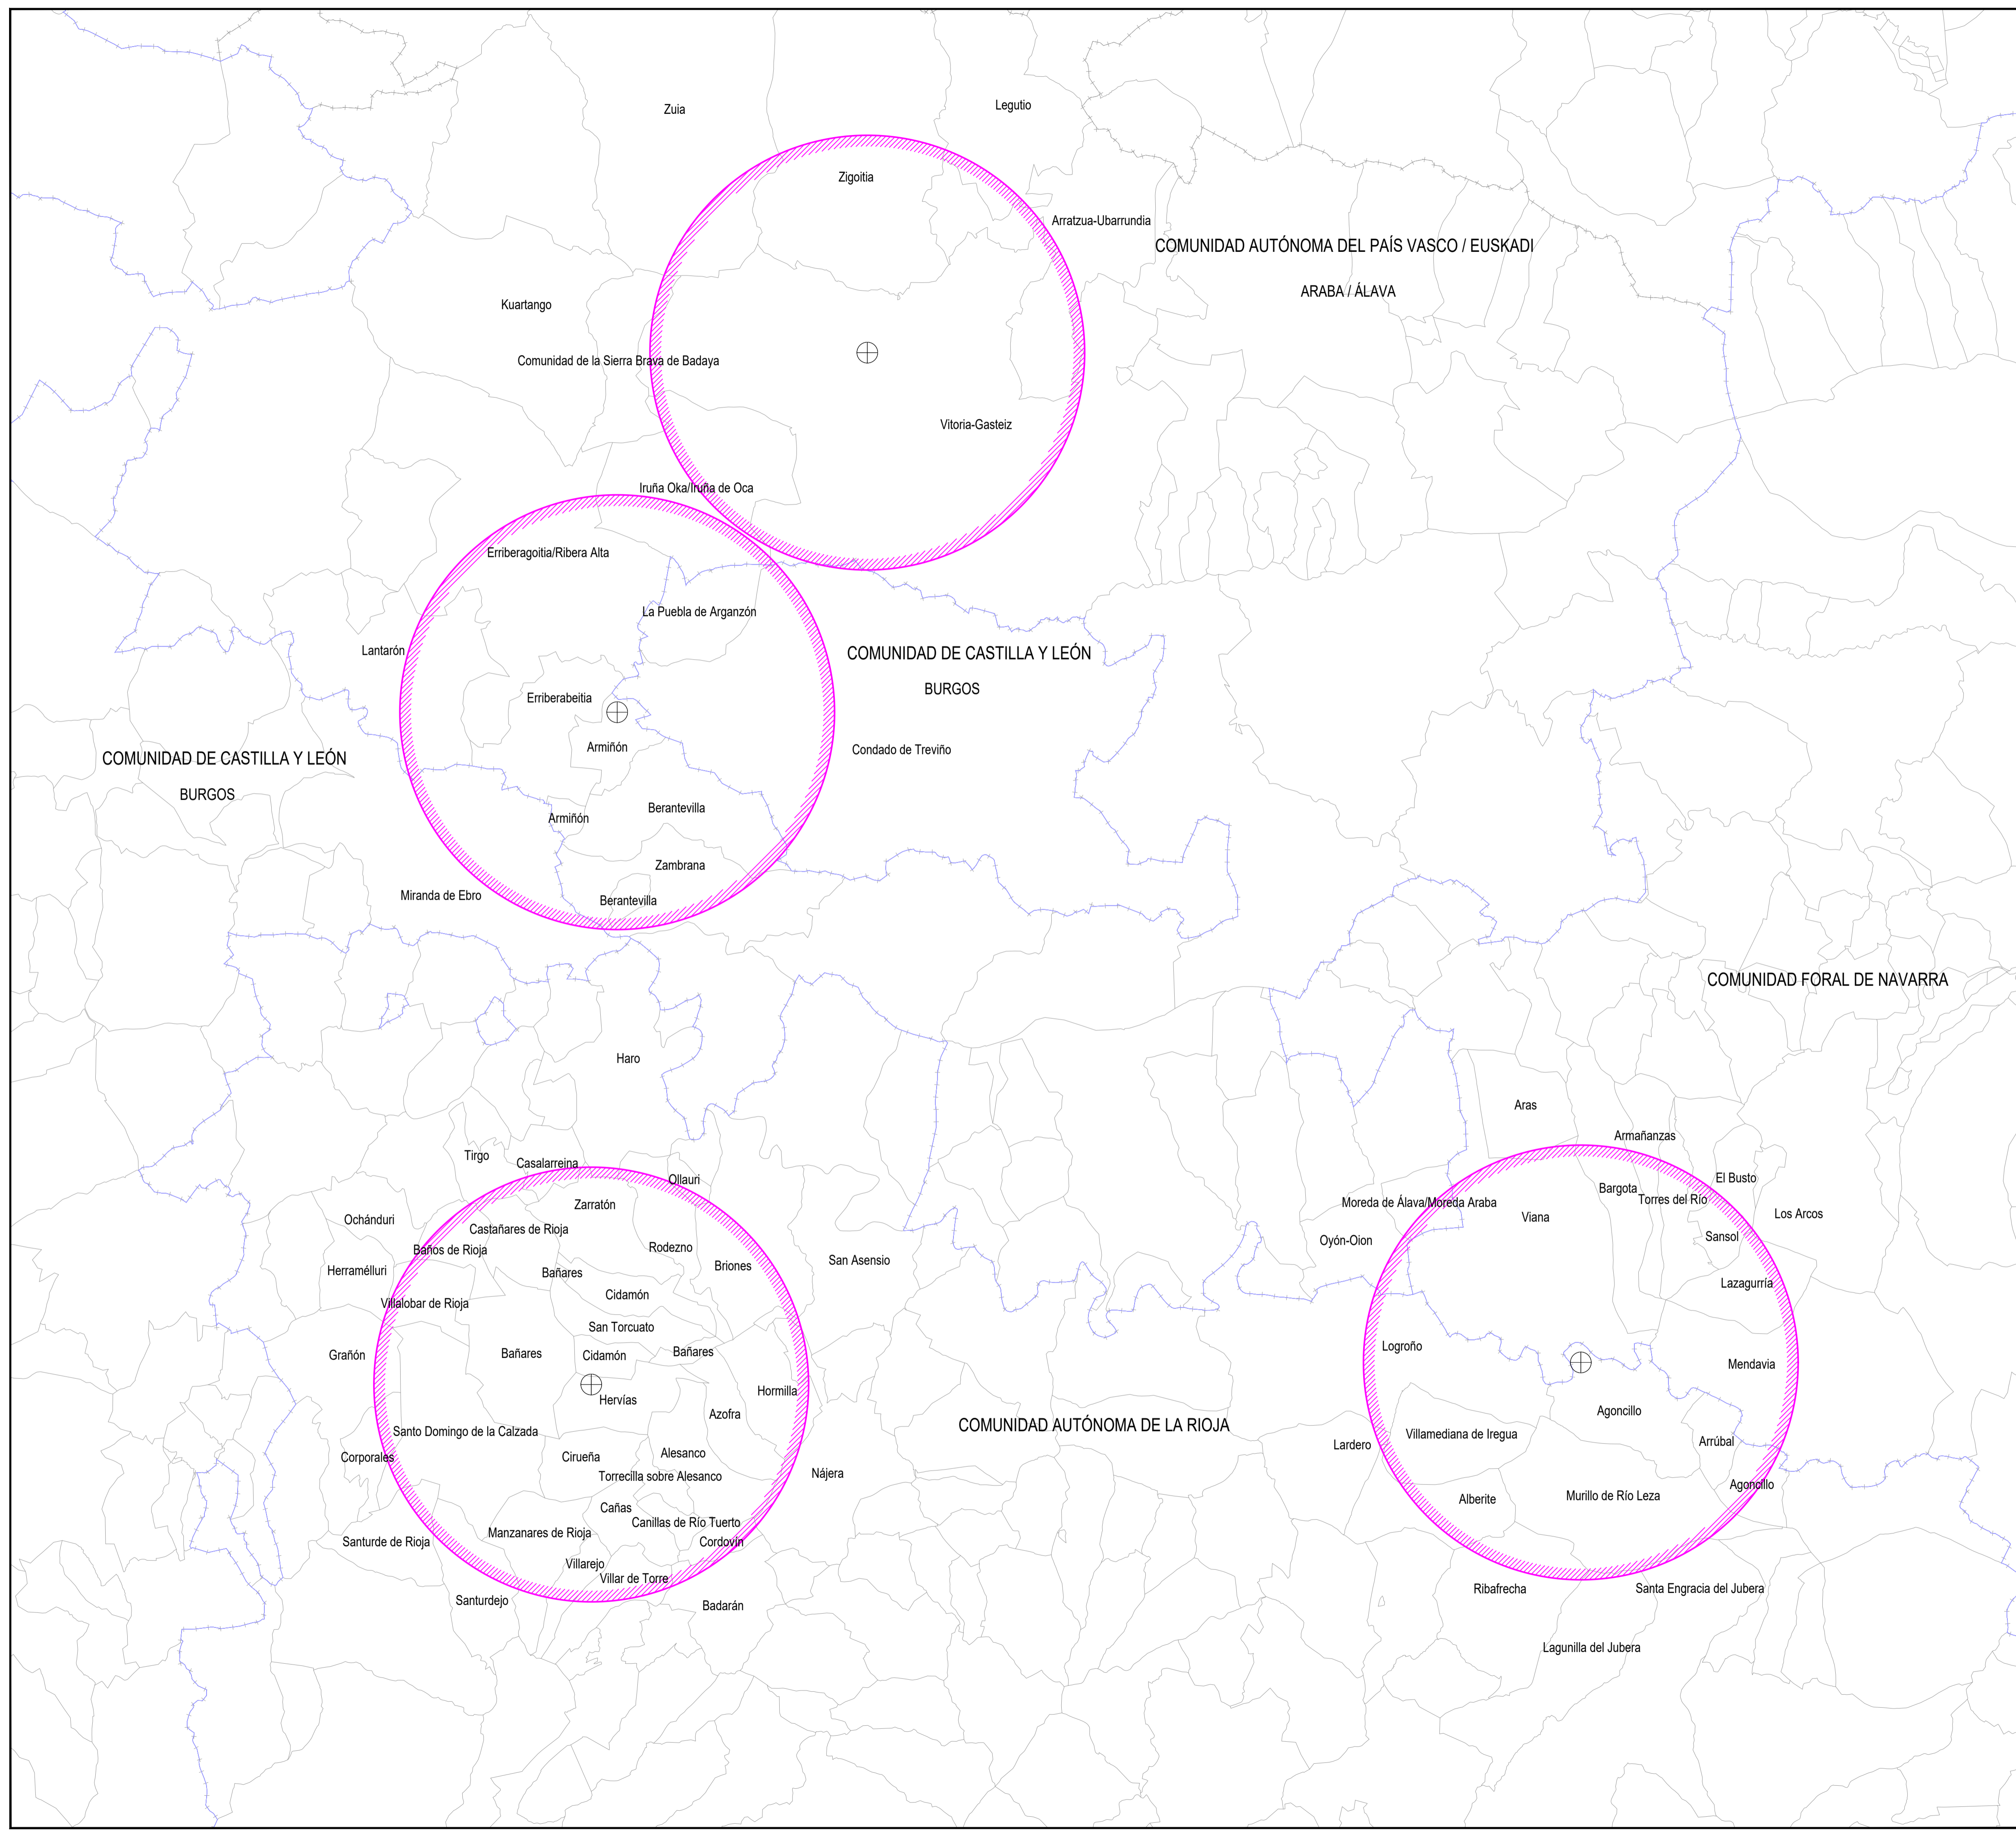 Zuia
Legutio
Zigoitia
Arratzua-Ubarrundia
COMUNIDAD AUTÓNOMA DEL PAÍS VASCO / EUSKADI
ARABA / ÁLAVA
Kuartango
Comunidad de la Sierra Brava de Badaya
Vitoria-Gasteiz
Iruña Oka/Iruña de Oca
Erriberagoitia/Ribera Alta
La Puebla de Arganzón
Lantarón
COMUNIDAD DE CASTILLA Y LEÓN
BURGOS
Erriberabeitia
Armiñón
Condado de Treviño
COMUNIDAD DE CASTILLA Y LEÓN
BURGOS
Berantevilla
Armiñón
Zambrana
Miranda de Ebro
Berantevilla
COMUNIDAD FORAL DE NAVARRA
Haro
Aras
Armañanzas
Tirgo
Casalarreina
Ollauri
El Busto
Bargota
Torres del Río
Moreda de Álava/Moreda Araba
Zarratón
Los Arcos
Viana
Ochánduri
Castañares de Rioja
Sansol
Oyón-Oion
Baños de Rioja
Rodezno
San Asensio
Briones
Herramélluri
Bañares
Lazagurría
Cidamón
Villalobar de Rioja
San Torcuato
Logroño
Bañares
Grañón
Bañares
Cidamón
Mendavia
Hormilla
Hervías
Agoncillo
Azofra
COMUNIDAD AUTÓNOMA DE LA RIOJA
Santo Domingo de la Calzada
Villamediana de Iregua
Arrúbal
Lardero
Alesanco
Corporales
Cirueña
Nájera
Torrecilla sobre Alesanco
Agoncillo
Murillo de Río Leza
Alberite
Cañas
Canillas de Río Tuerto
Manzanares de Rioja
Santurde de Rioja
Cordovín
Villarejo
Villar de Torre
Ribafrecha
Santa Engracia del Jubera
Santurdejo
Badarán
Lagunilla del Jubera